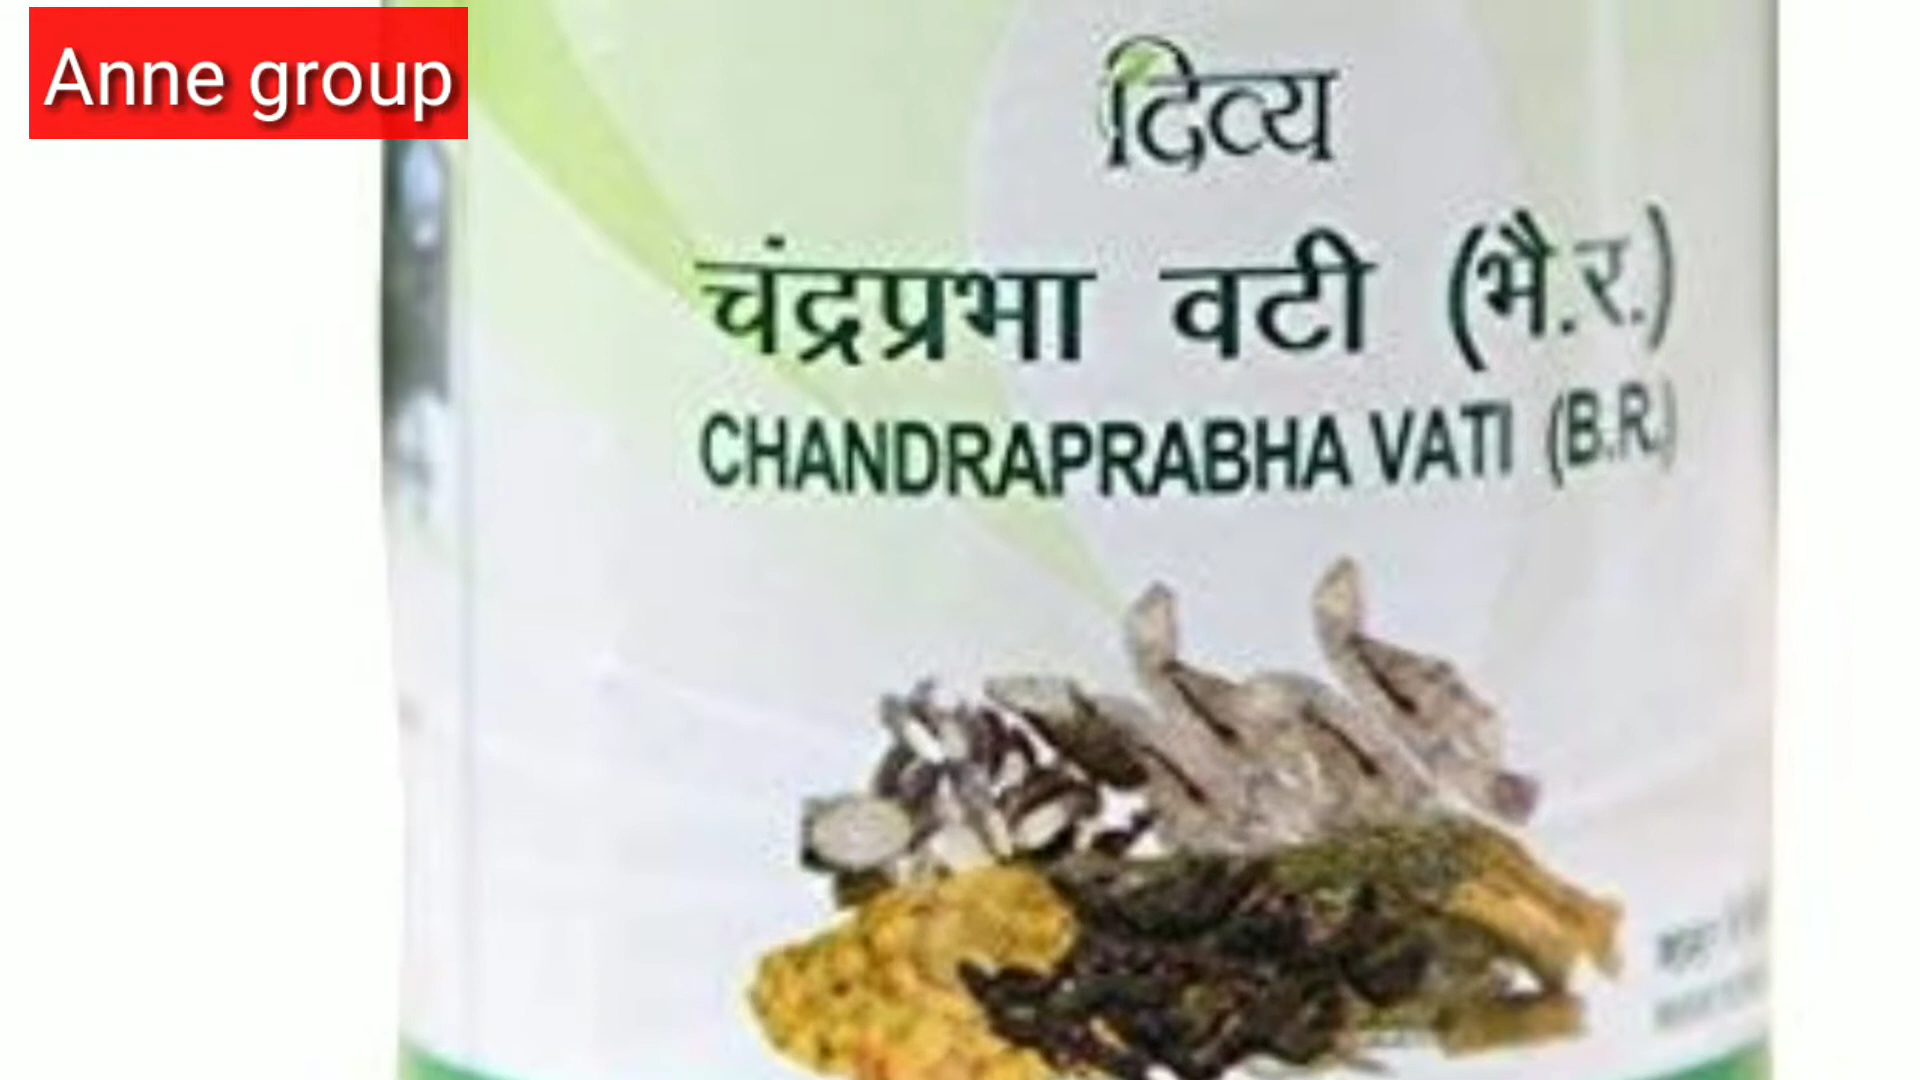 Anne group
दिव्य
चंद्रप्रभा वटी (भै.र.)
CHANDRAPRABHA VATI (B.R.)